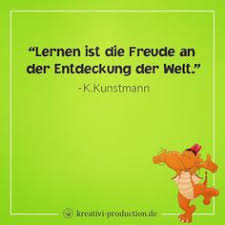 “Lernen ist die Freude an
der Entdeckung der Welt.”
-K.Kunstmann
kreativi-production.de